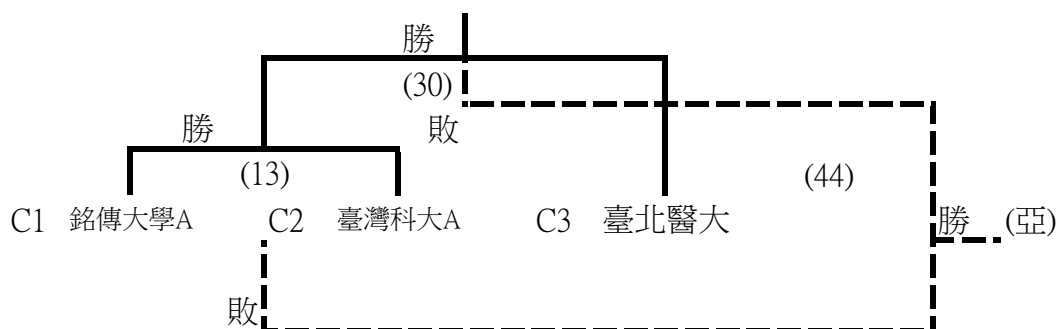 勝
(30)
勝
敗
(13)
(44)
C1 銘傳大學A C2 臺灣科大A C3 臺北醫大
勝 (亞)
敗